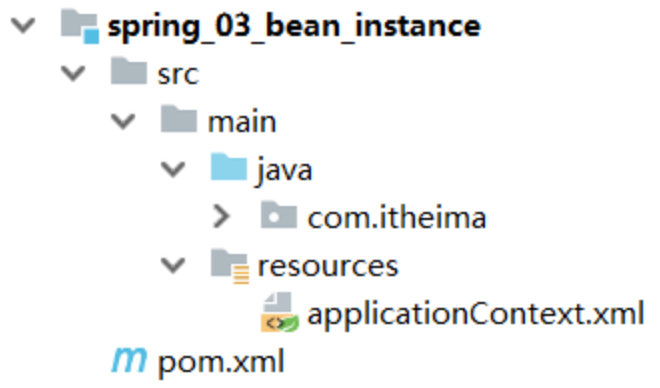 spring_03_bean_instance
src
main
java
com.itheima
resources
applicationContext.xml
pom.xml